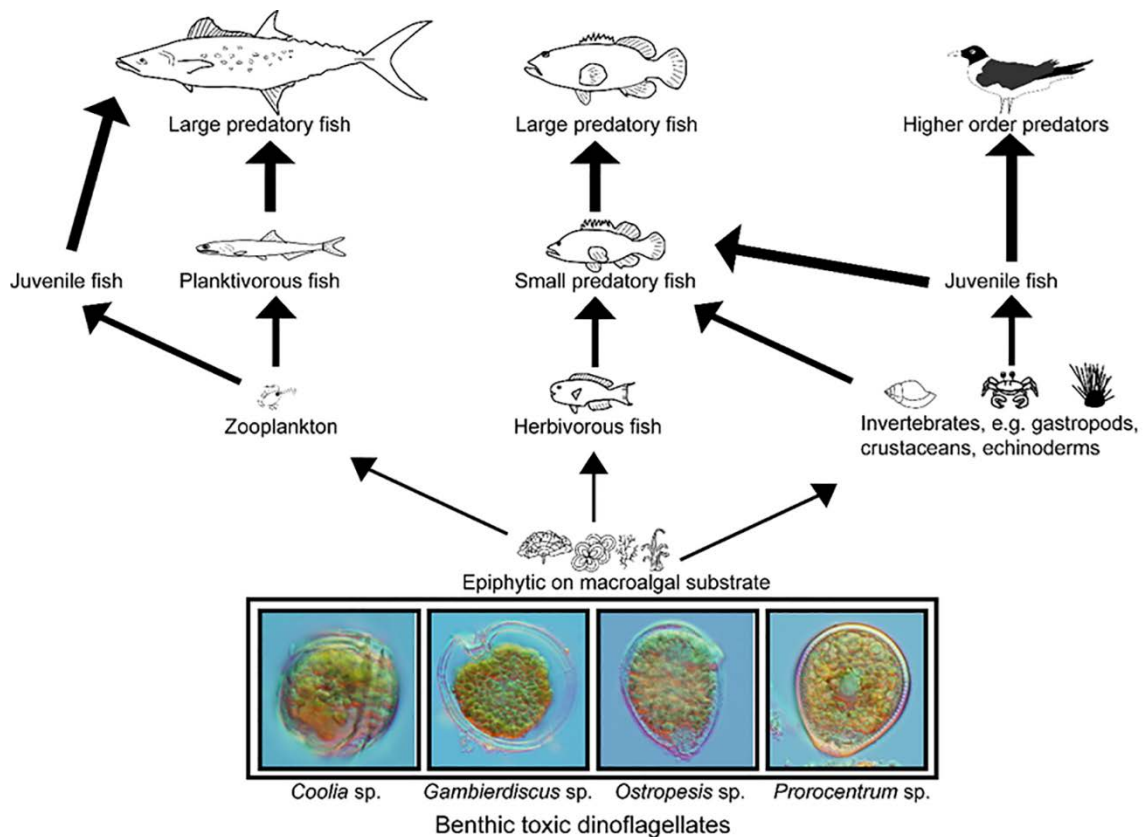 Large predatory fish
Large predatory fish
Higher order predators
Juvenile fish
Planktivorous fish
Small predatory fish
Juvenile fish
Zooplankton
Herbivorous fish
Invertebrates, e.g. gastropods,
crustaceans, echinoderms
Epiphytic on macroalgal substrate
Coolia sp.
Gambierdiscus sp.
Ostropesis sp.
Prorocentrum sp.
Benthic toxic dinoflagellates